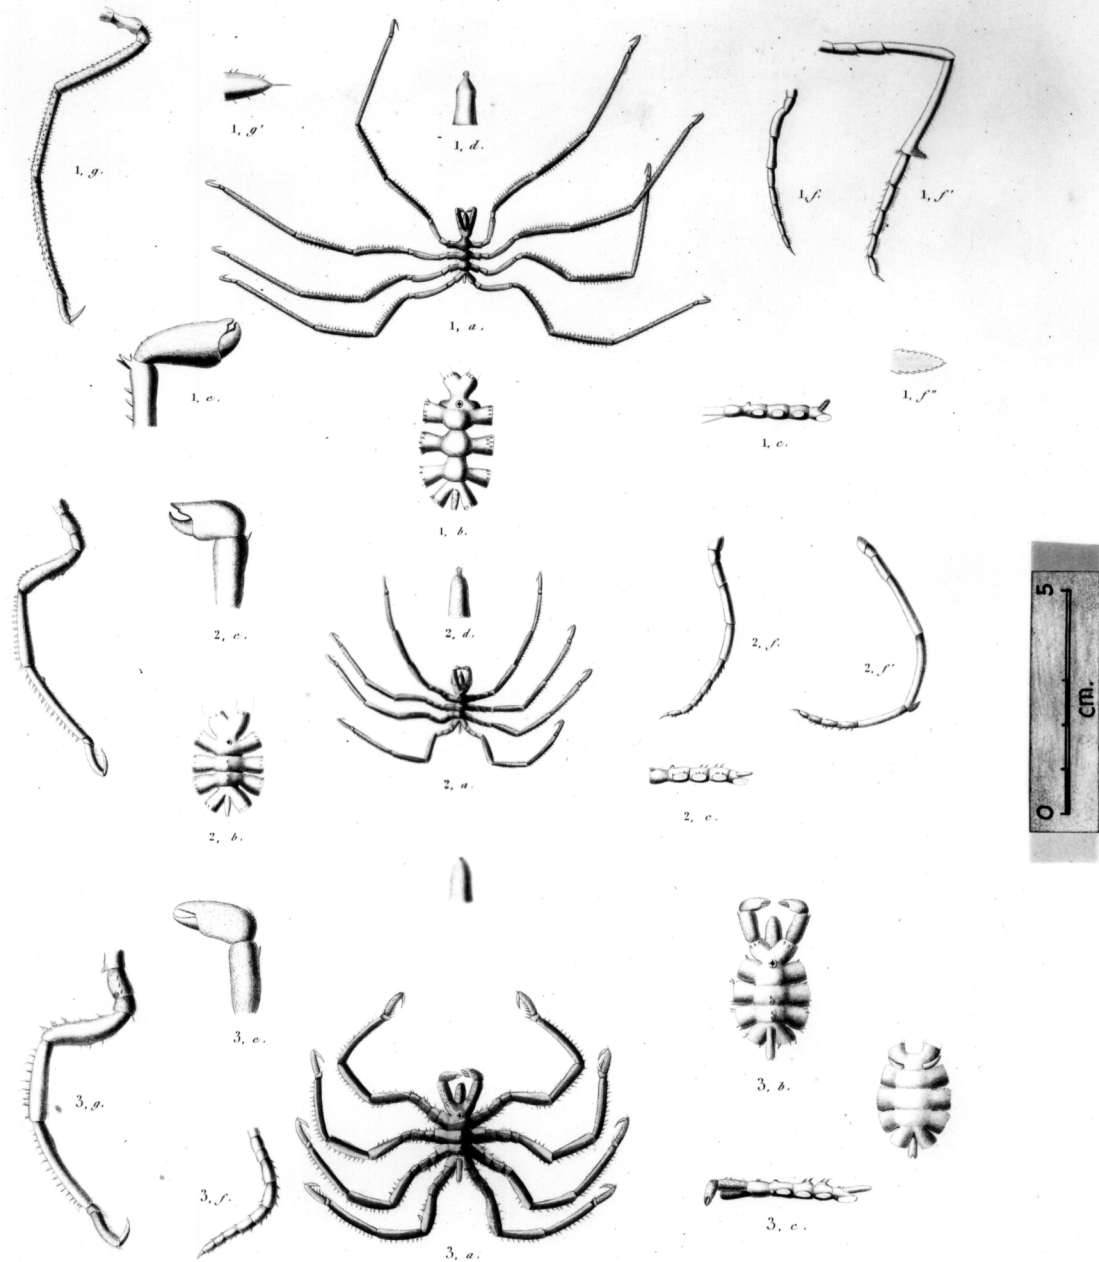 1, g.
1, g'
1, d.
1, f.
1, f'
1, a.
1, e.
1, f"
1, c.
1, b.
2, e.
2, d.
2, f.
2, f'
5
cm.
0
2, a.
2, c.
2, b.
3, e.
3, b.
3, g.
3, f.
3, c.
3, a.